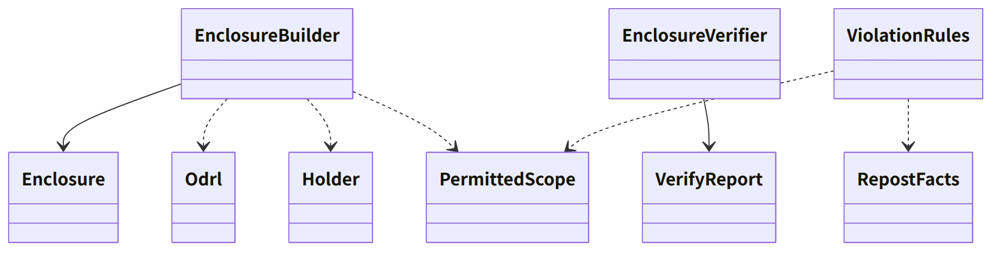 EnclosureBuilder
EnclosureVerifier
ViolationRules
Enclosure
Odrl
Holder
PermittedScope
VerifyReport
RepostFacts